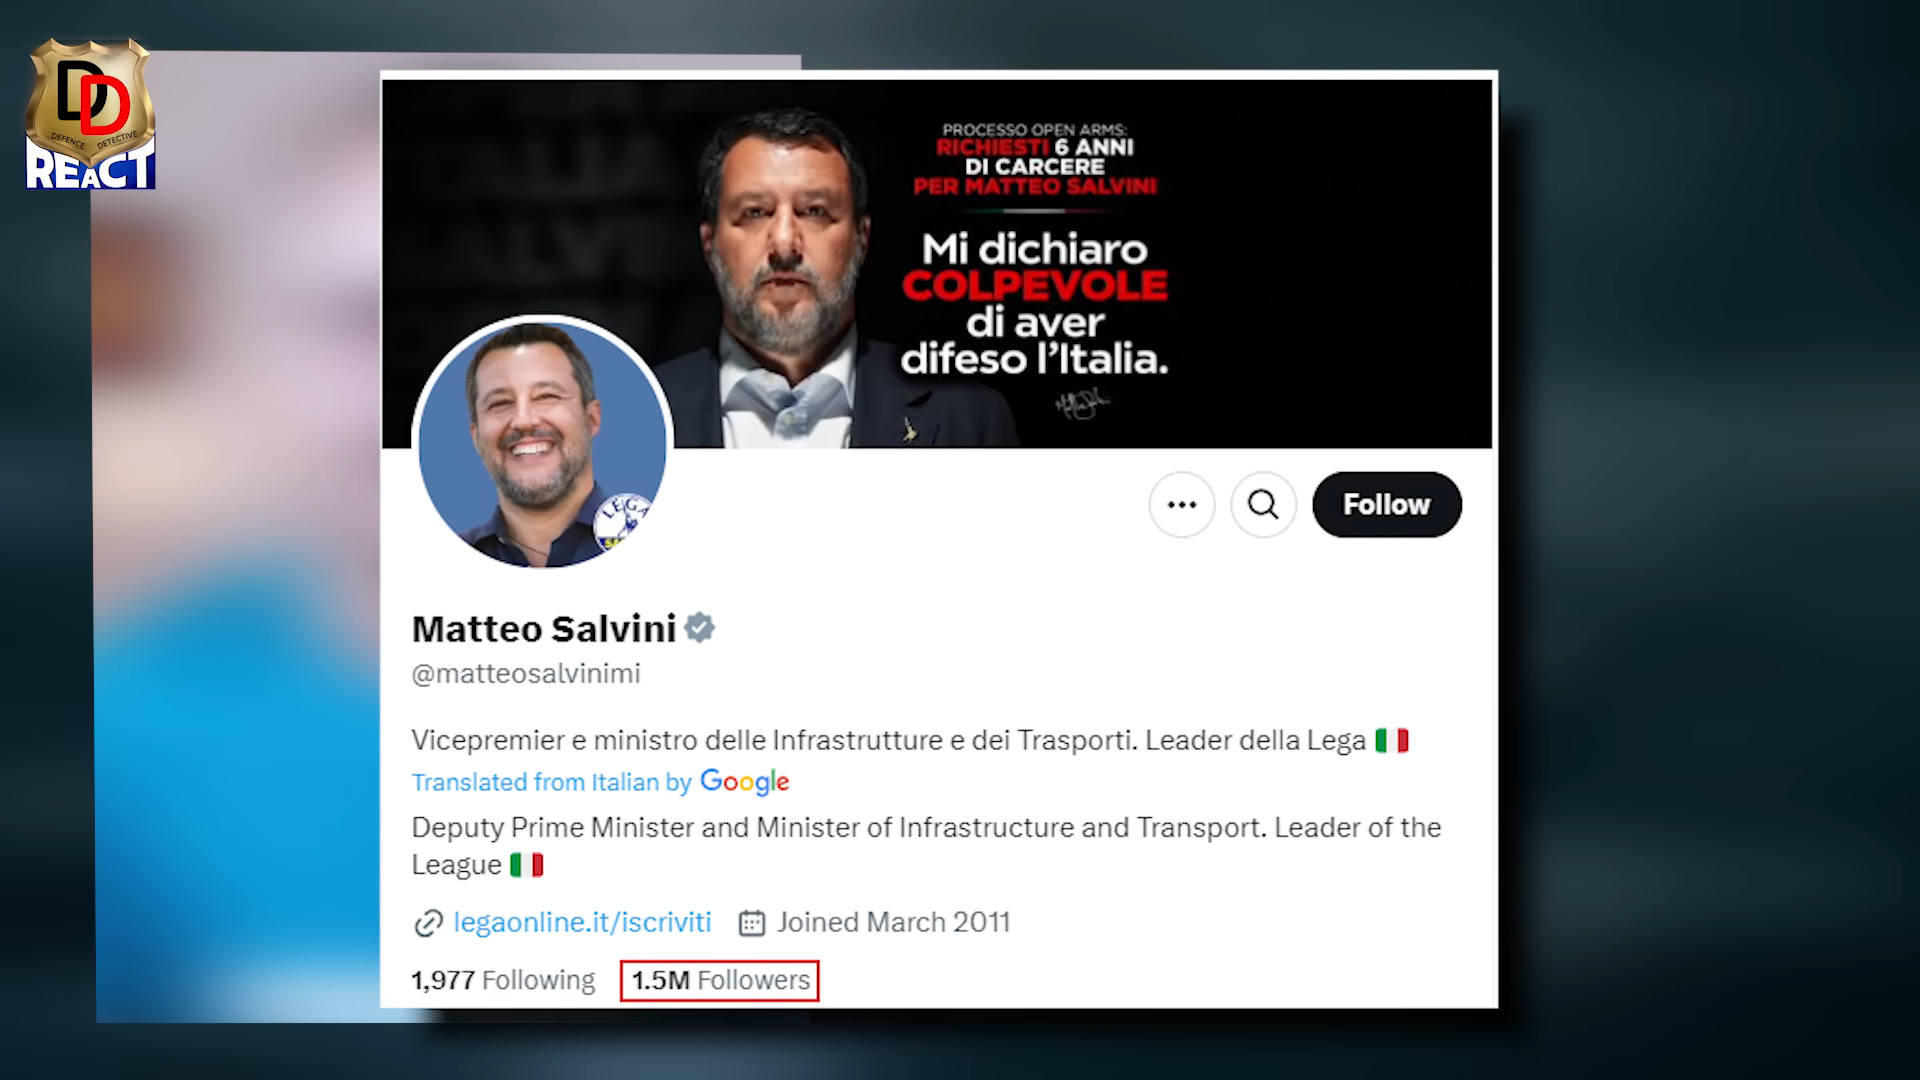 DD
DEFENCE DETECTIVE
REACT
PROCESSO OPEN ARMS:
RICHIESTI 6 ANNI
DI CARCERE
PER MATTEO SALVINI
Mi dichiaro
COLPEVOLE
di aver
difeso l'Italia.
LEGA
Follow
Matteo Salvini
@matteosalvinimi
Vicepremier e ministro delle Infrastrutture e dei Trasporti. Leader della Lega
Translated from Italian by Google
Deputy Prime Minister and Minister of Infrastructure and Transport. Leader of the
League
legaonline.it/iscriviti Joined March 2011
1,977 Following 1.5M Followers